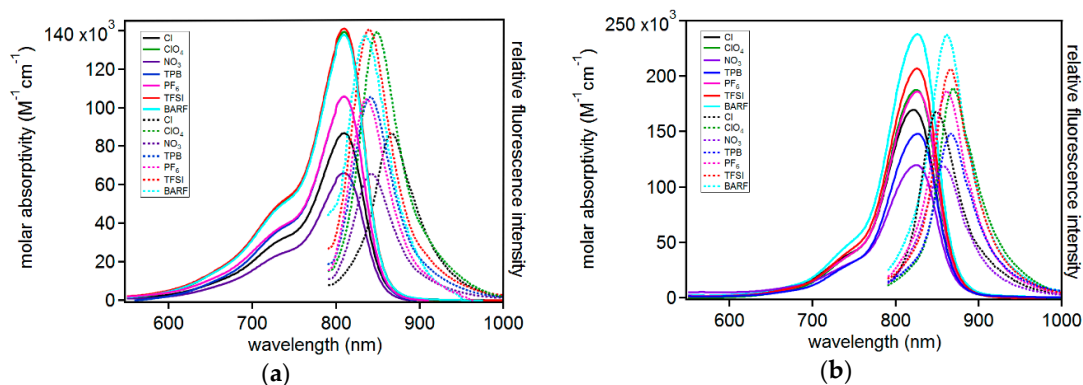 140 x10³
120
100
80
60
40
20
0
molar absorptivity (M⁻¹ cm⁻¹)
Cl
ClO₄
NO₃
TPB
PF₆
TFSI
BARF
Cl
ClO₄
NO₃
TPB
PF₆
TFSI
BARF
relative fluorescence intensity
600
700
800
900
1000
wavelength (nm)
(a)
250 x10³
200
150
100
50
0
molar absorptivity (M⁻¹ cm⁻¹)
Cl
ClO₄
NO₃
TPB
PF₆
TFSI
BARF
Cl
ClO₄
NO₃
TPB
PF₆
TFSI
BARF
relative fluorescence intensity
600
700
800
900
1000
wavelength (nm)
(b)